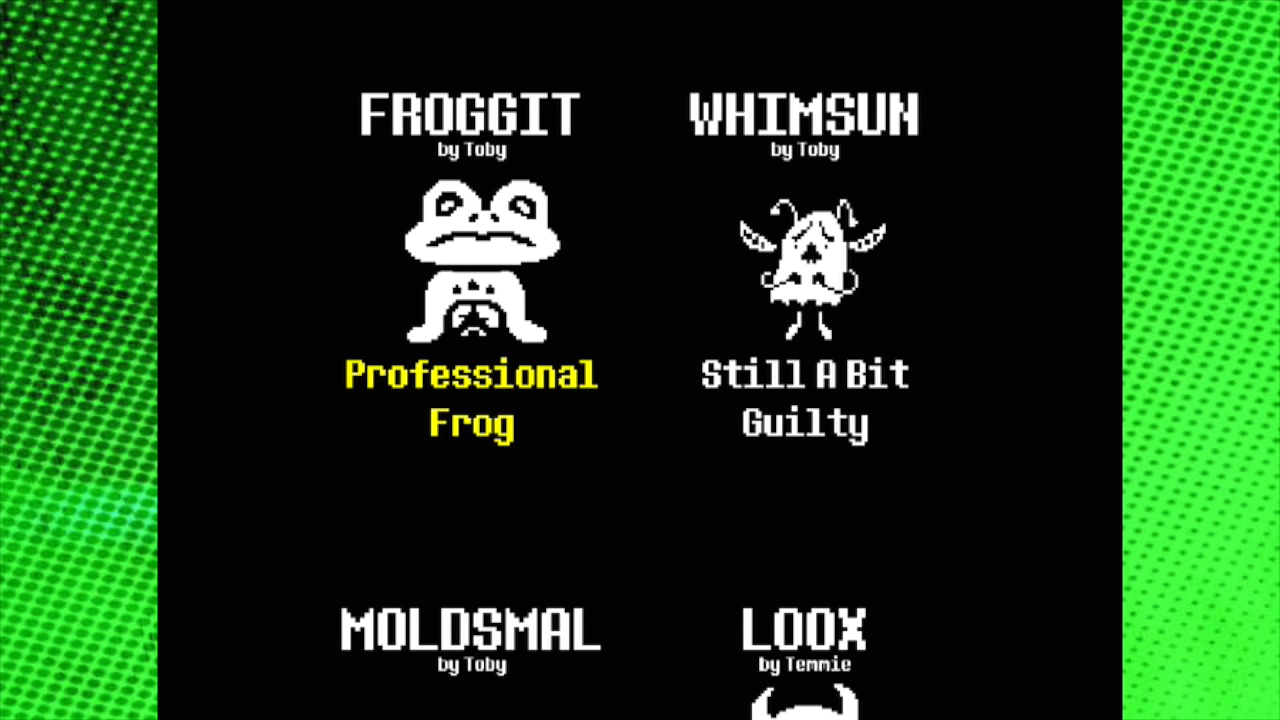 FROGGIT
by Toby
Professional
Frog
WHIMSUN
by Toby
Still A Bit
Guilty
MOLDSMAL
by Toby
LOOX
by Temmie